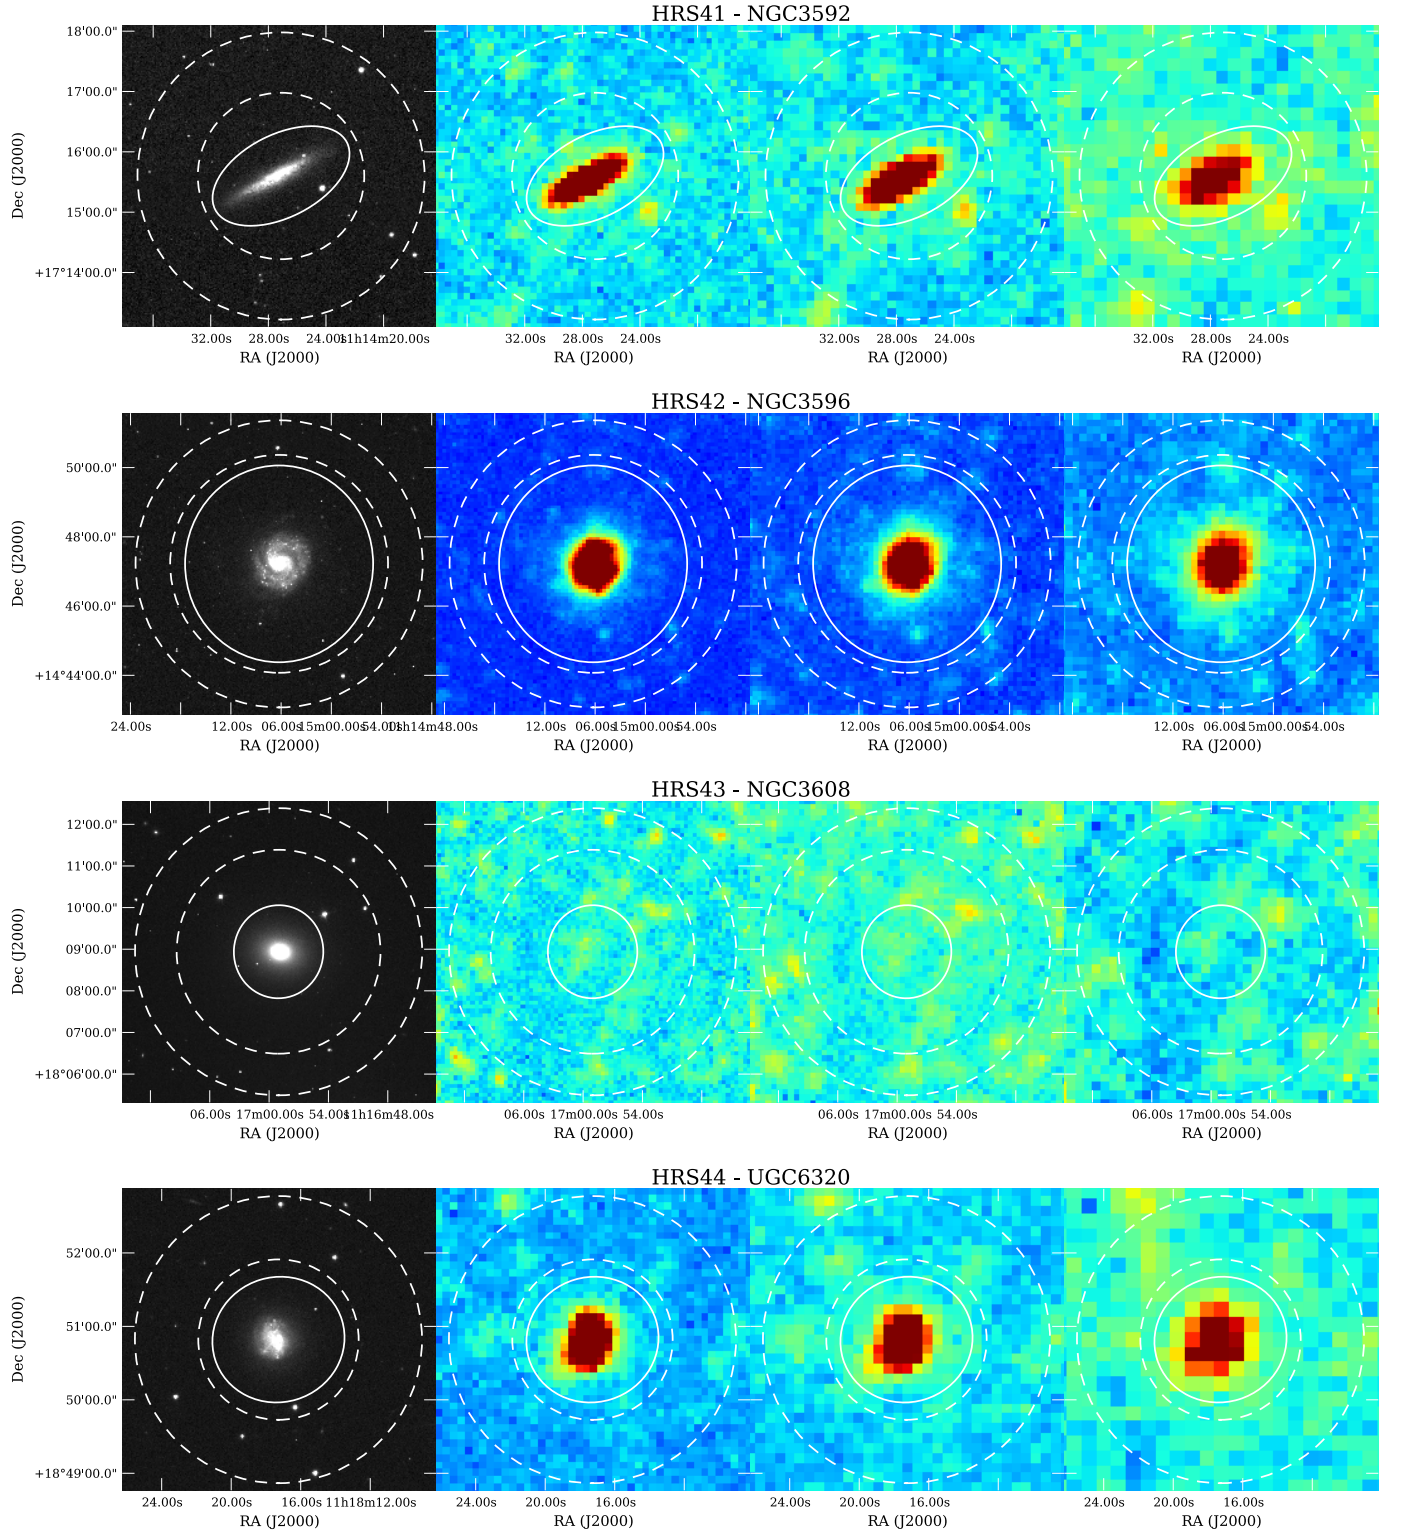 HRS41 - NGC3592
18'00.0"
17'00.0"
16'00.0"
15'00.0"
+17°14'00.0"
Dec (J2000)
32.00s 28.00s 24.00s 11h14m20.00s 32.00s 28.00s 24.00s 32.00s 28.00s 24.00s 32.00s 28.00s 24.00s
RA (J2000) RA (J2000) RA (J2000) RA (J2000)
HRS42 - NGC3596
50'00.0"
48'00.0"
46'00.0"
+14°44'00.0"
Dec (J2000)
24.00s 12.00s 06.00s 15m00.00s 54.00s 11h14m48.00s 12.00s 06.00s 15m00.00s 54.00s 12.00s 06.00s 15m00.00s 54.00s 12.00s 06.00s 15m00.00s 54.00s
RA (J2000) RA (J2000) RA (J2000) RA (J2000)
HRS43 - NGC3608
12'00.0"
11'00.0"
10'00.0"
09'00.0"
08'00.0"
07'00.0"
+18°06'00.0"
Dec (J2000)
06.00s 17m00.00s 54.00s 11h16m48.00s 06.00s 17m00.00s 54.00s 06.00s 17m00.00s 54.00s 06.00s 17m00.00s 54.00s
RA (J2000) RA (J2000) RA (J2000) RA (J2000)
HRS44 - UGC6320
52'00.0"
51'00.0"
50'00.0"
+18°49'00.0"
Dec (J2000)
24.00s 20.00s 16.00s 11h18m12.00s 24.00s 20.00s 16.00s 24.00s 20.00s 16.00s 24.00s 20.00s 16.00s
RA (J2000) RA (J2000) RA (J2000) RA (J2000)